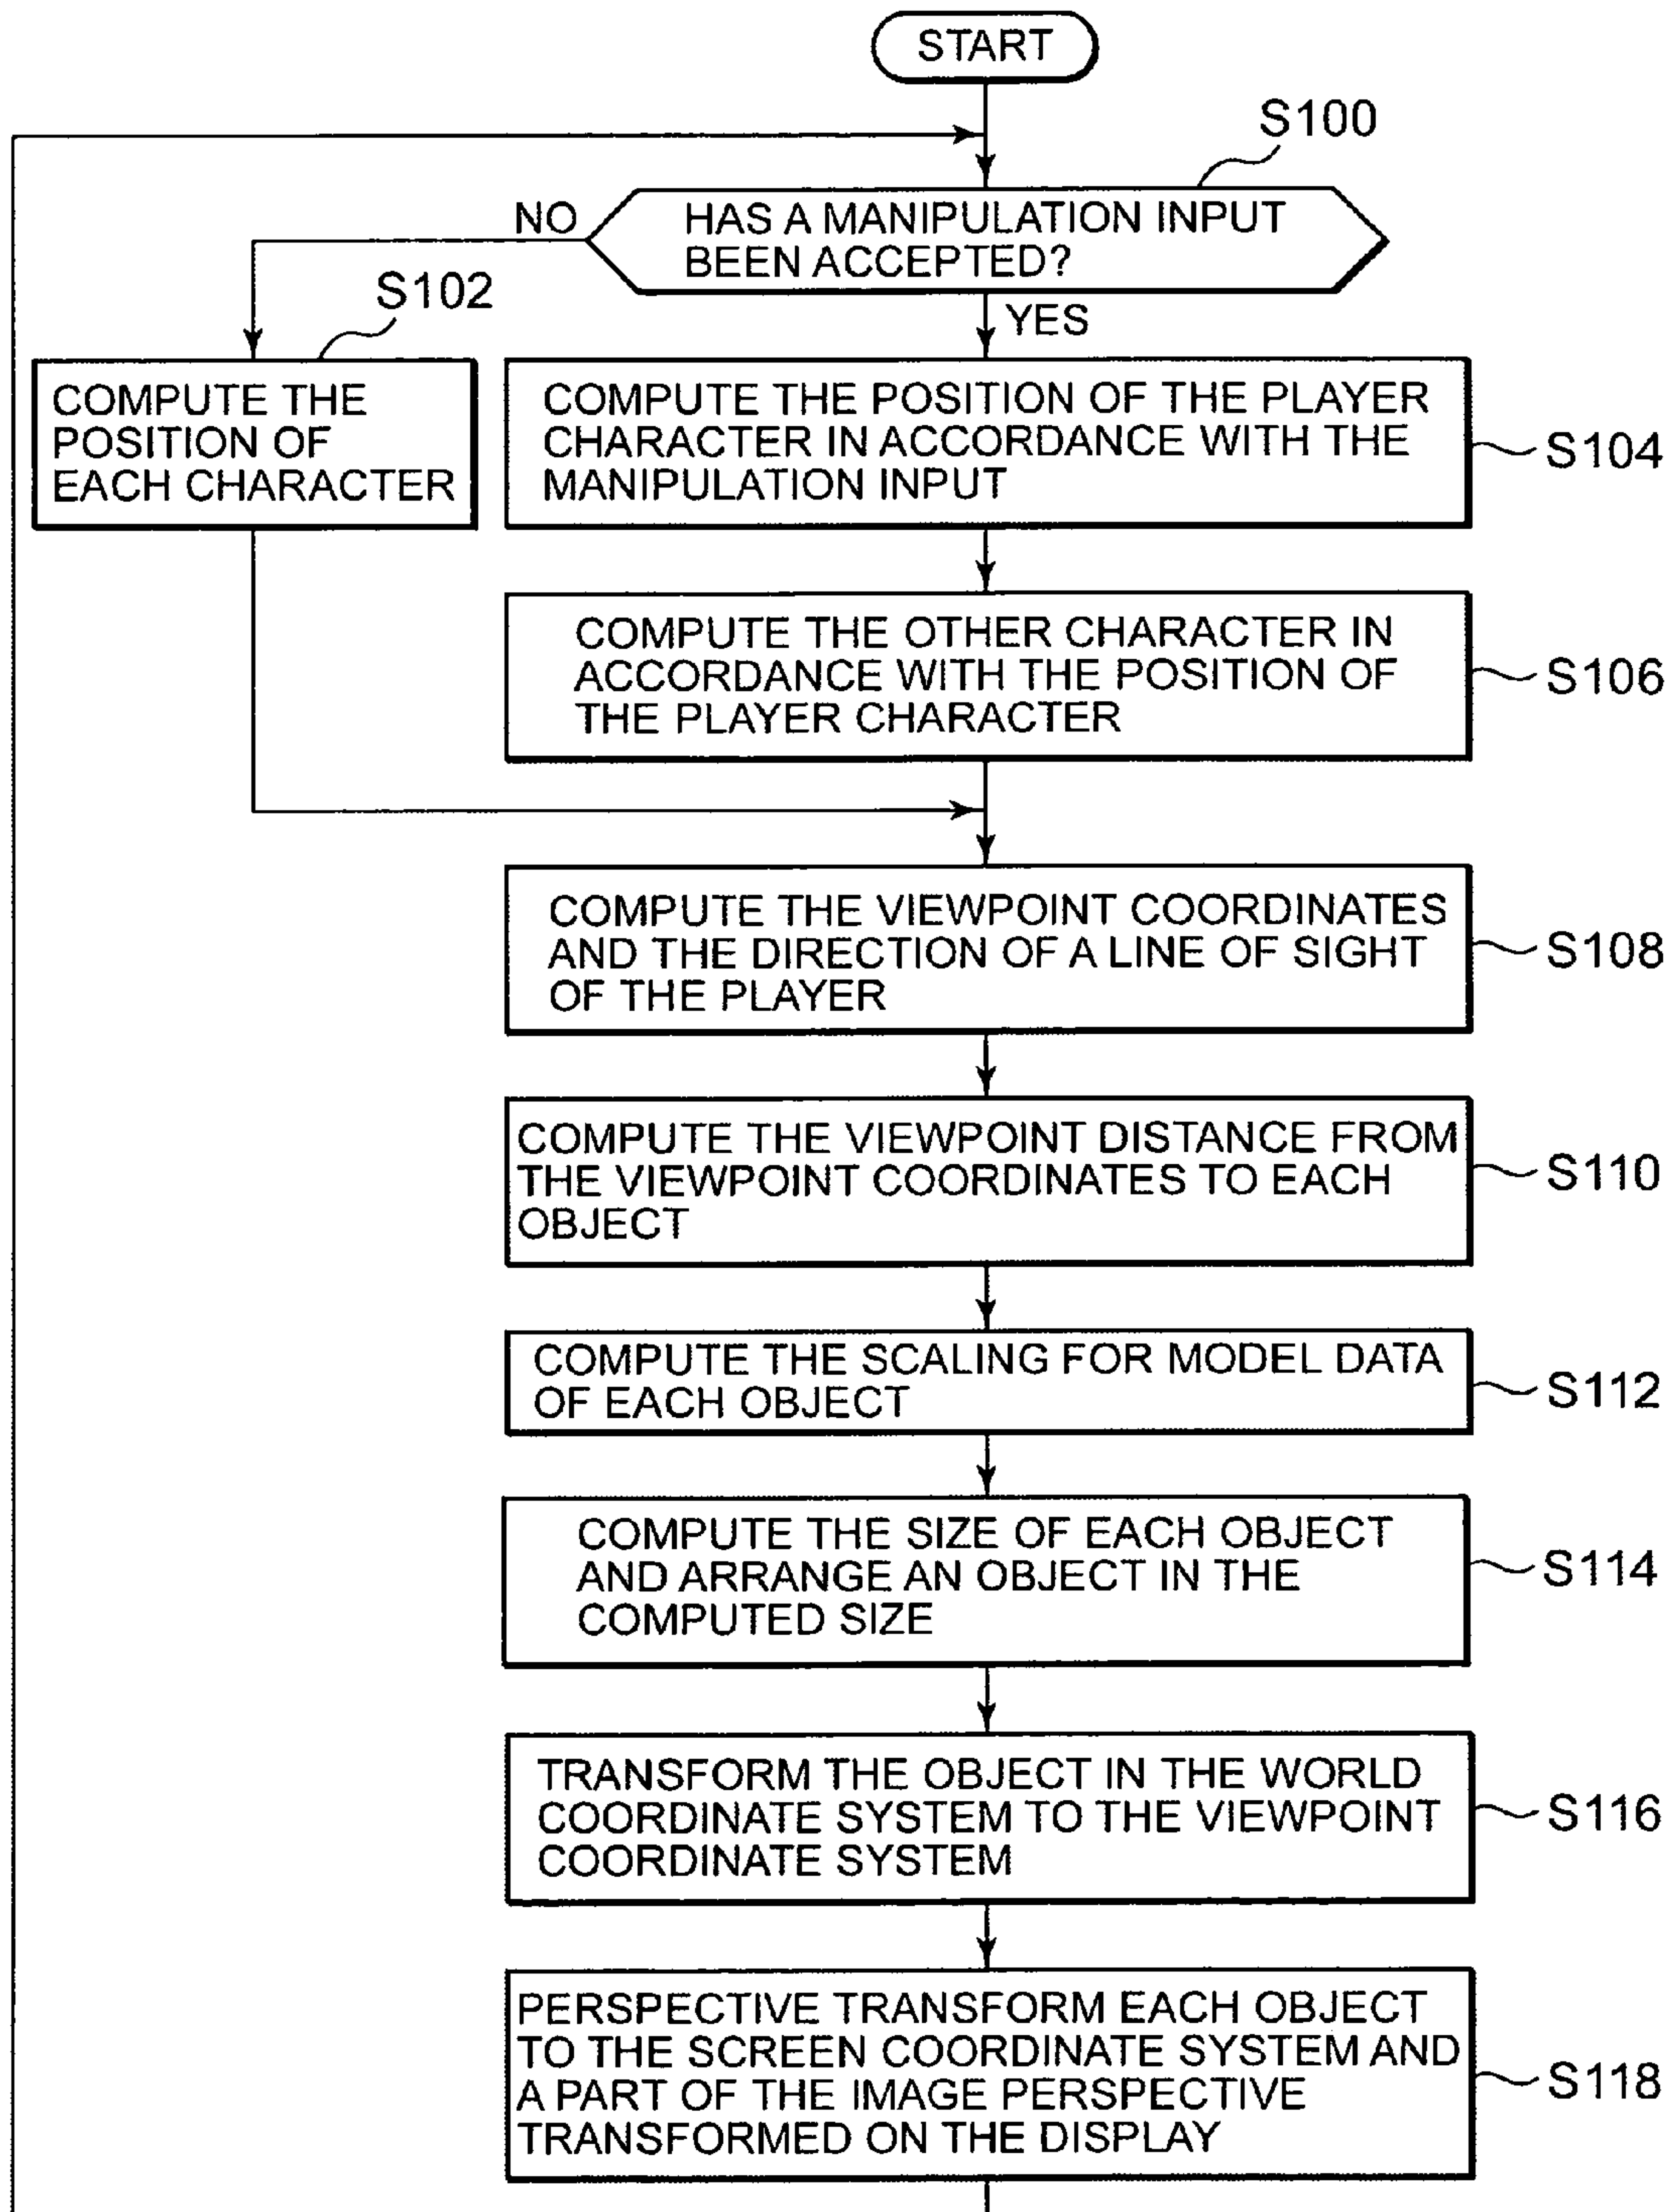 START
S100
HAS A MANIPULATION INPUT
BEEN ACCEPTED?
NO
YES
S102
COMPUTE THE
POSITION OF
EACH CHARACTER
COMPUTE THE POSITION OF THE PLAYER
CHARACTER IN ACCORDANCE WITH THE
MANIPULATION INPUT
S104
COMPUTE THE OTHER CHARACTER IN
ACCORDANCE WITH THE POSITION OF
THE PLAYER CHARACTER
S106
COMPUTE THE VIEWPOINT COORDINATES
AND THE DIRECTION OF A LINE OF SIGHT
OF THE PLAYER
S108
COMPUTE THE VIEWPOINT DISTANCE FROM
THE VIEWPOINT COORDINATES TO EACH
OBJECT
S110
COMPUTE THE SCALING FOR MODEL DATA
OF EACH OBJECT
S112
COMPUTE THE SIZE OF EACH OBJECT
AND ARRANGE AN OBJECT IN THE
COMPUTED SIZE
S114
TRANSFORM THE OBJECT IN THE WORLD
COORDINATE SYSTEM TO THE VIEWPOINT
COORDINATE SYSTEM
S116
PERSPECTIVE TRANSFORM EACH OBJECT
TO THE SCREEN COORDINATE SYSTEM AND
A PART OF THE IMAGE PERSPECTIVE
TRANSFORMED ON THE DISPLAY
S118